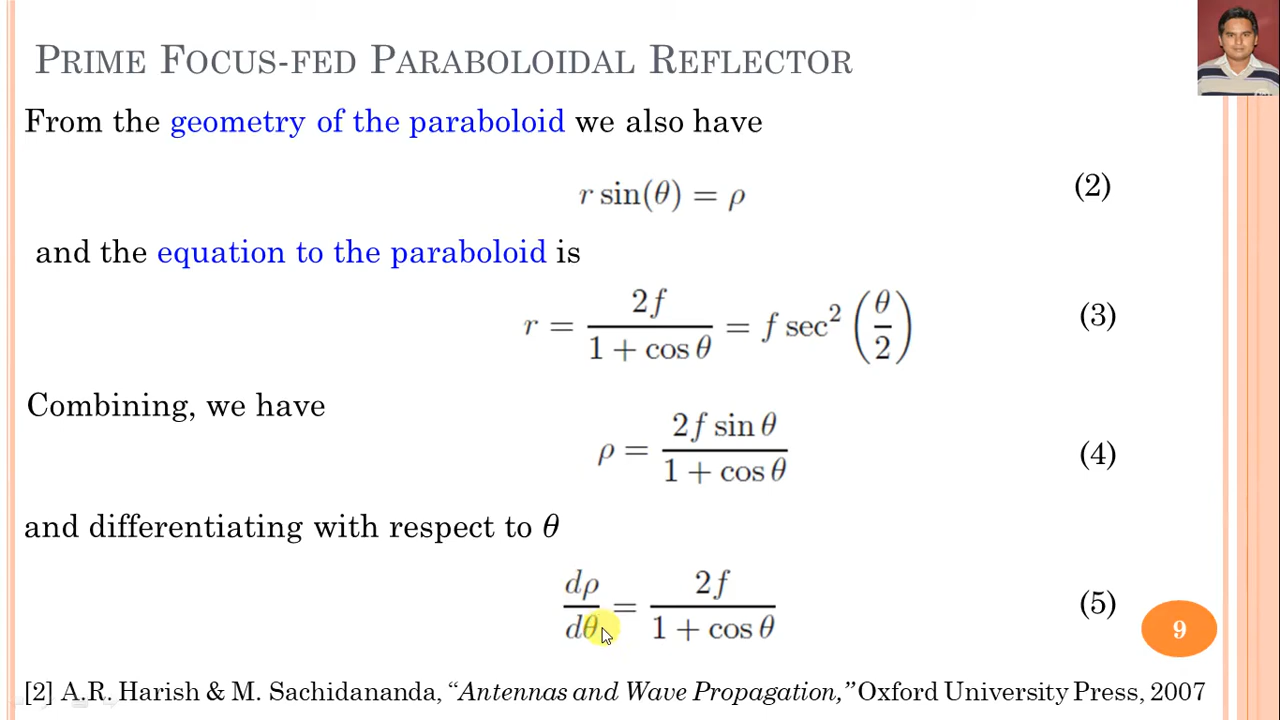 PRIME FOCUS-FED PARABOLOIDAL REFLECTOR
From the geometry of the paraboloid we also have
r sin(θ) = ρ (2)
and the equation to the paraboloid is
r = 2f / (1 + cos θ) = f sec² (θ/2) (3)
Combining, we have
ρ = 2f sin θ / (1 + cos θ) (4)
and differentiating with respect to θ
dρ/dθ = 2f / (1 + cos θ) (5)
9
[2] A.R. Harish & M. Sachidananda, “Antennas and Wave Propagation,” Oxford University Press, 2007